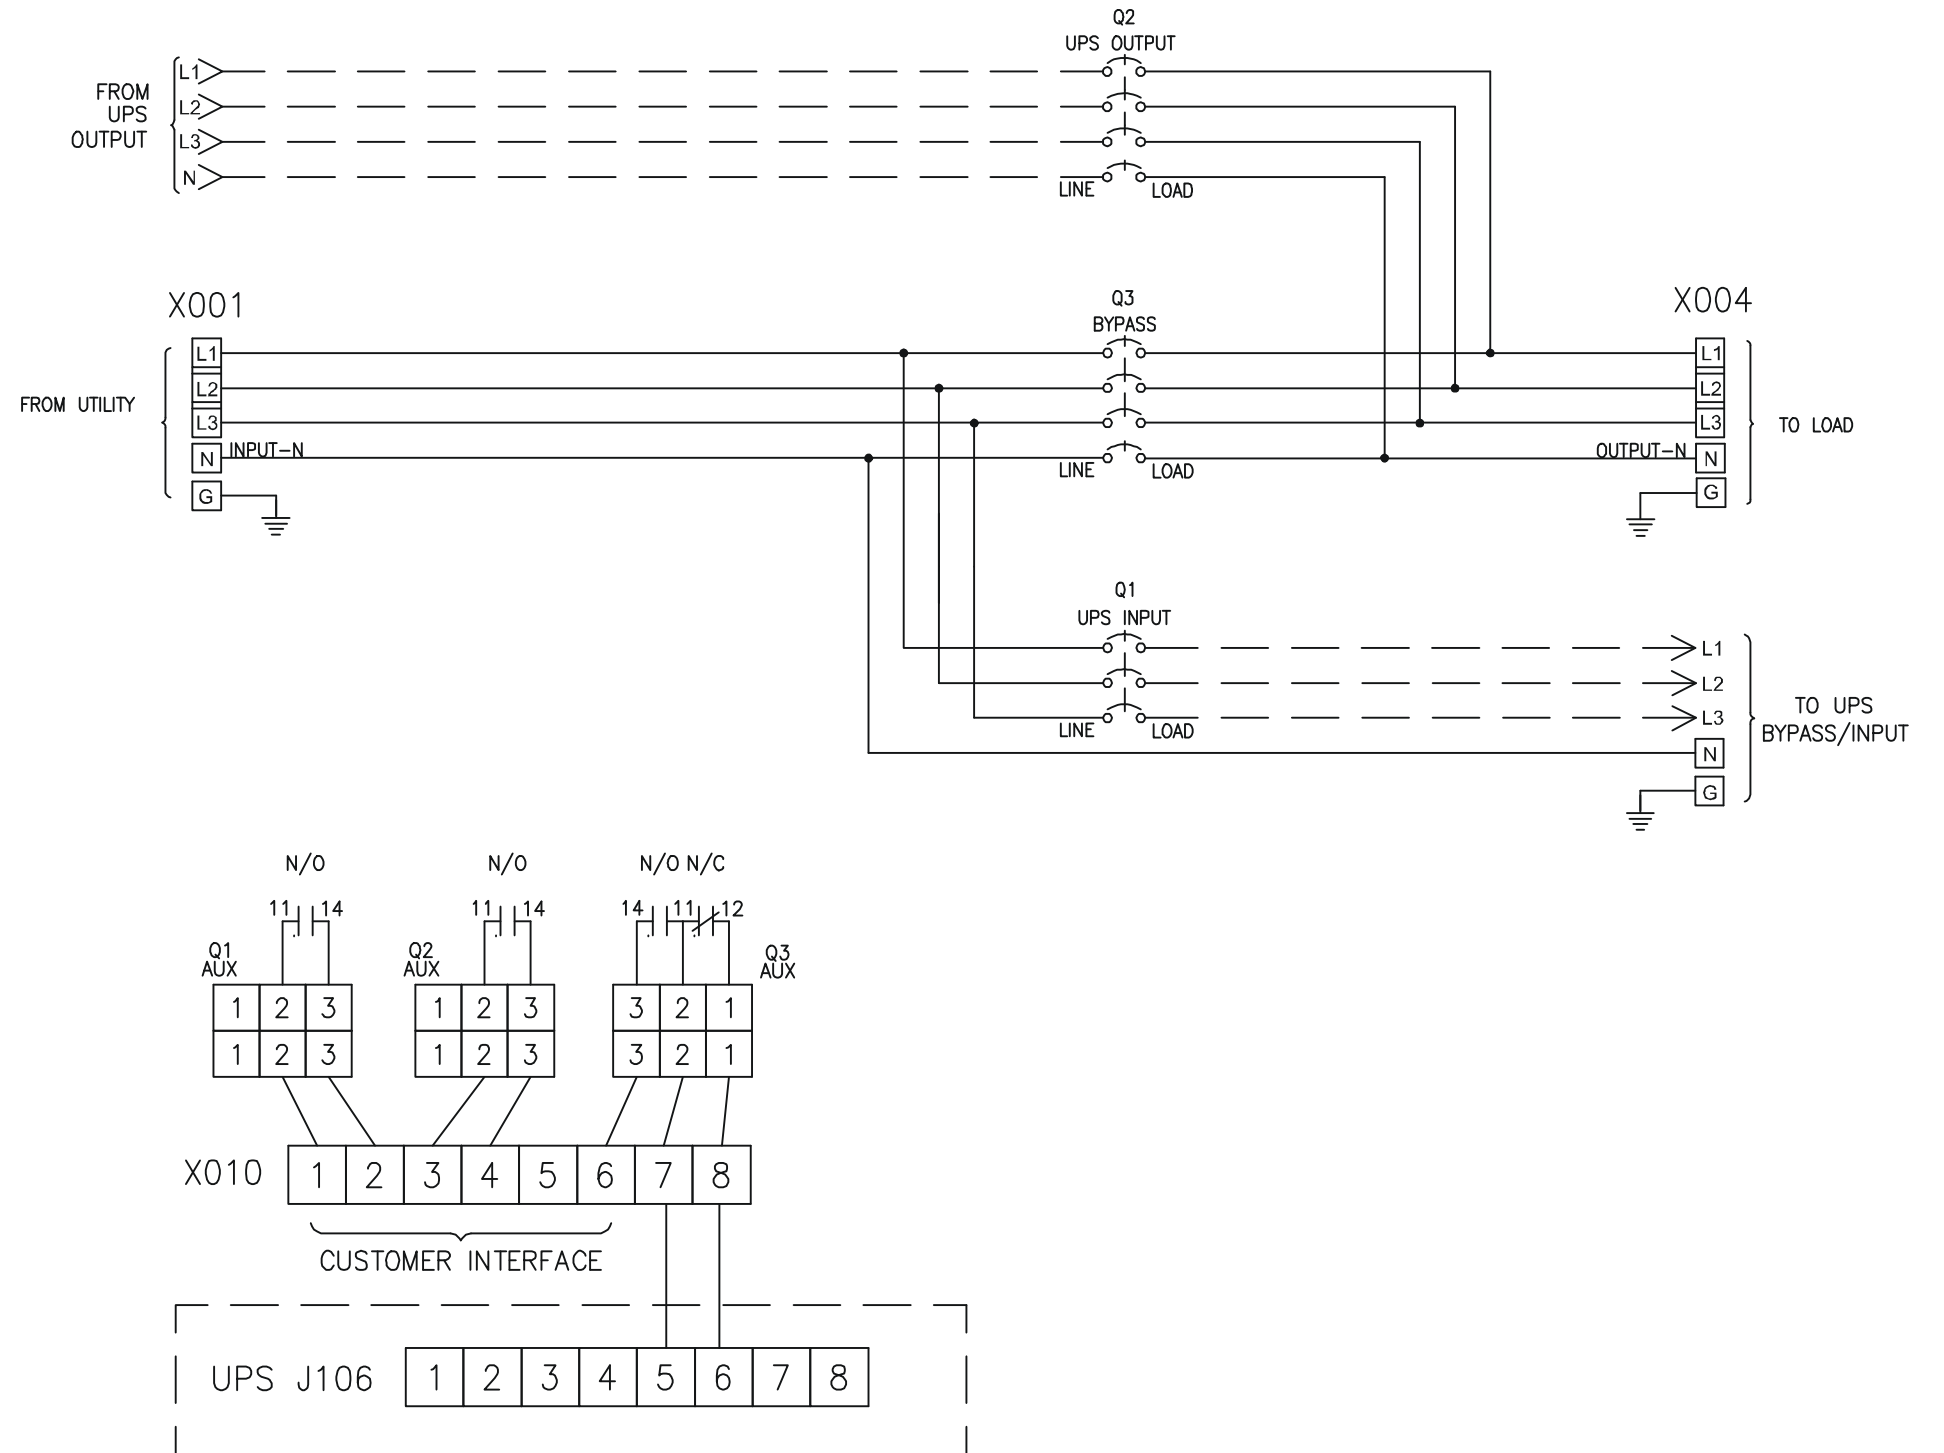 Q2
UPS OUTPUT
FROM
UPS
OUTPUT
L1
L2
L3
N
LINE LOAD
X001
Q3
BYPASS
X004
FROM UTILITY
L1
L2
L3
N INPUT-N
G
LINE LOAD
L1
L2
L3
OUTPUT-N N
G
TO LOAD
Q1
UPS INPUT
LINE LOAD
L1
L2
L3
N
G
TO UPS
BYPASS/INPUT
N/O
11 14
Q1
AUX
1 2 3
1 2 3
N/O
11 14
Q2
AUX
1 2 3
1 2 3
N/O N/C
14 11 12
Q3
AUX
3 2 1
3 2 1
X010 1 2 3 4 5 6 7 8
CUSTOMER INTERFACE
UPS J106 1 2 3 4 5 6 7 8